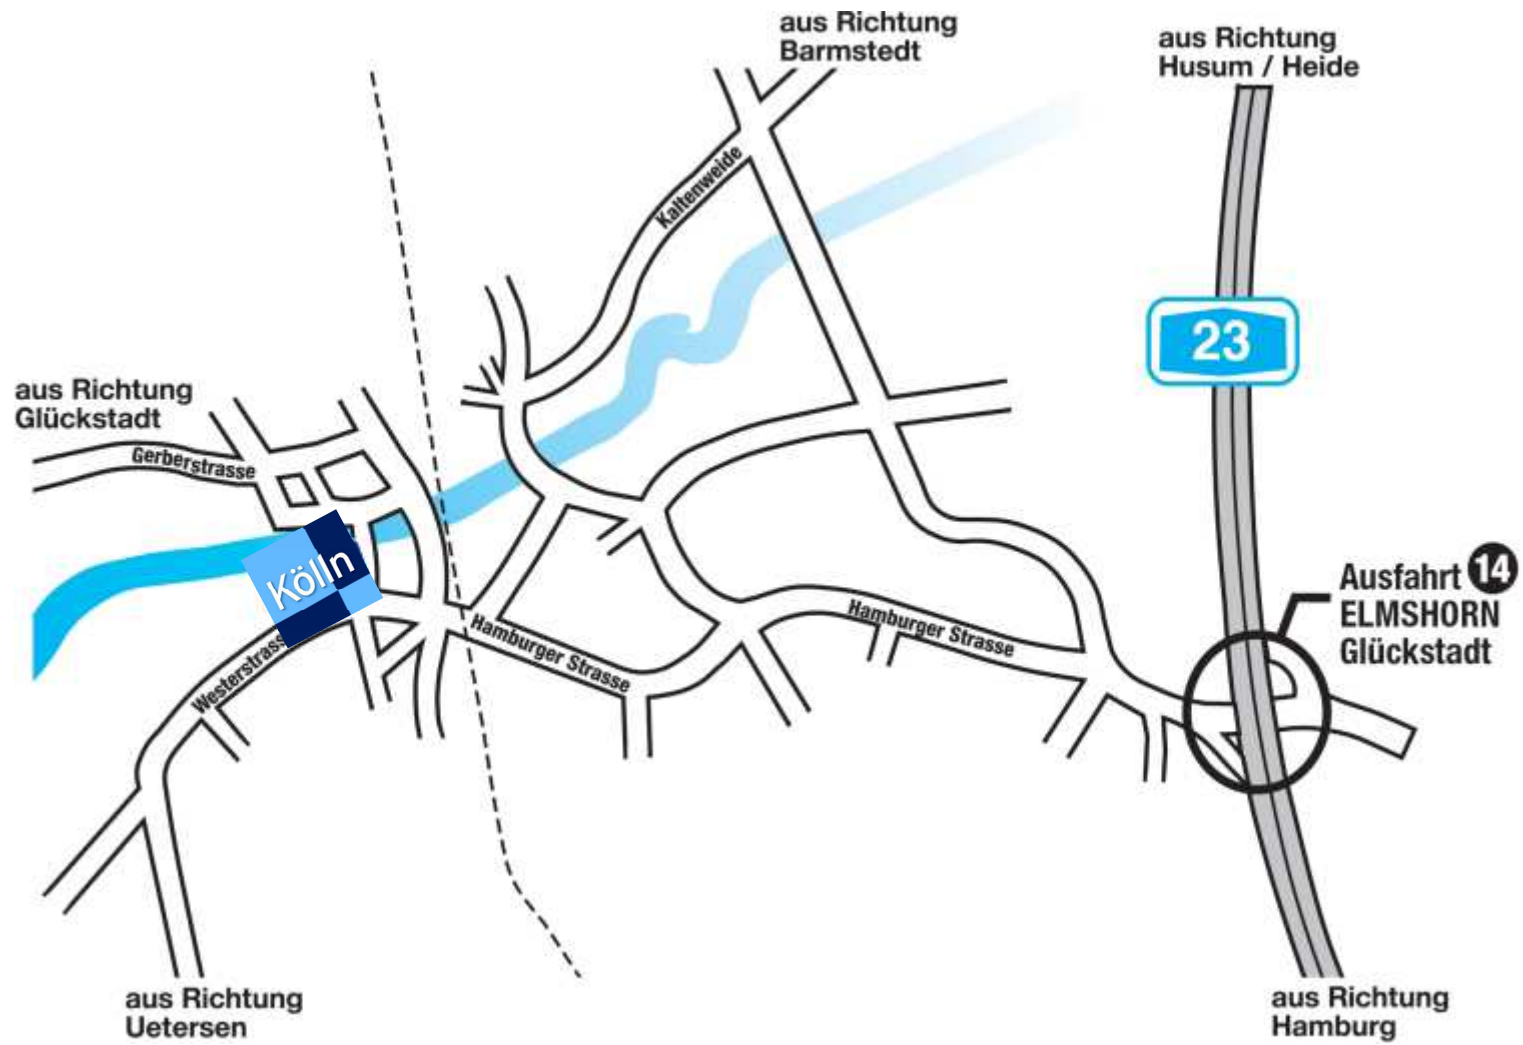 aus Richtung
Barmstedt
aus Richtung
Husum / Heide
Kaltenweide
23
aus Richtung
Glückstadt
Gerberstrasse
Kölln
Ausfahrt 14
ELMSHORN
Glückstadt
Hamburger Strasse
Hamburger Strasse
Westerstrass
aus Richtung
Uetersen
aus Richtung
Hamburg